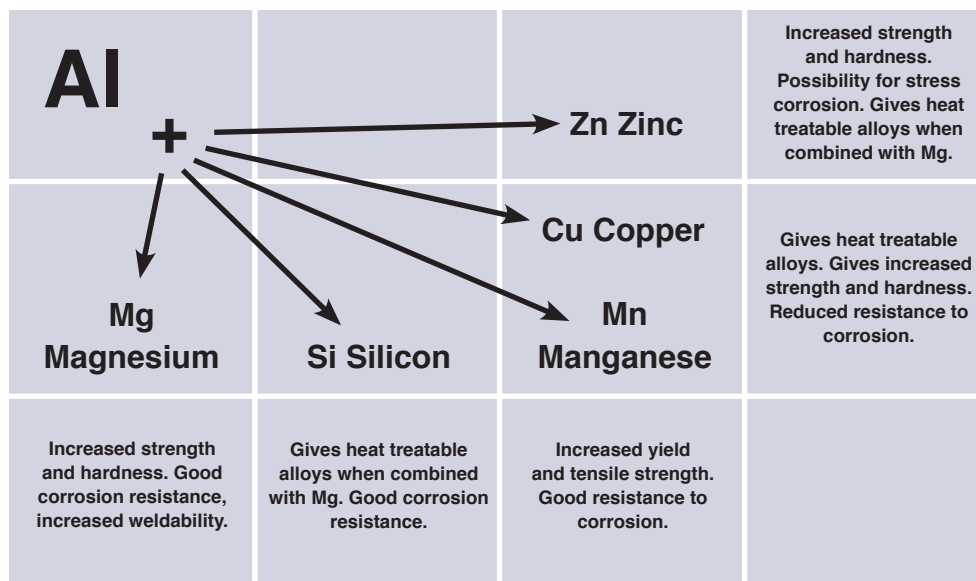 Al
+
Zn Zinc
Increased strength
and hardness.
Possibility for stress
corrosion. Gives heat
treatable alloys when
combined with Mg.
Cu Copper
Gives heat treatable
alloys. Gives increased
strength and hardness.
Reduced resistance to
corrosion.
Mg
Magnesium
Si Silicon
Mn
Manganese
Increased strength
and hardness. Good
corrosion resistance,
increased weldability.
Gives heat treatable
alloys when combined
with Mg. Good corrosion
resistance.
Increased yield
and tensile strength.
Good resistance to
corrosion.